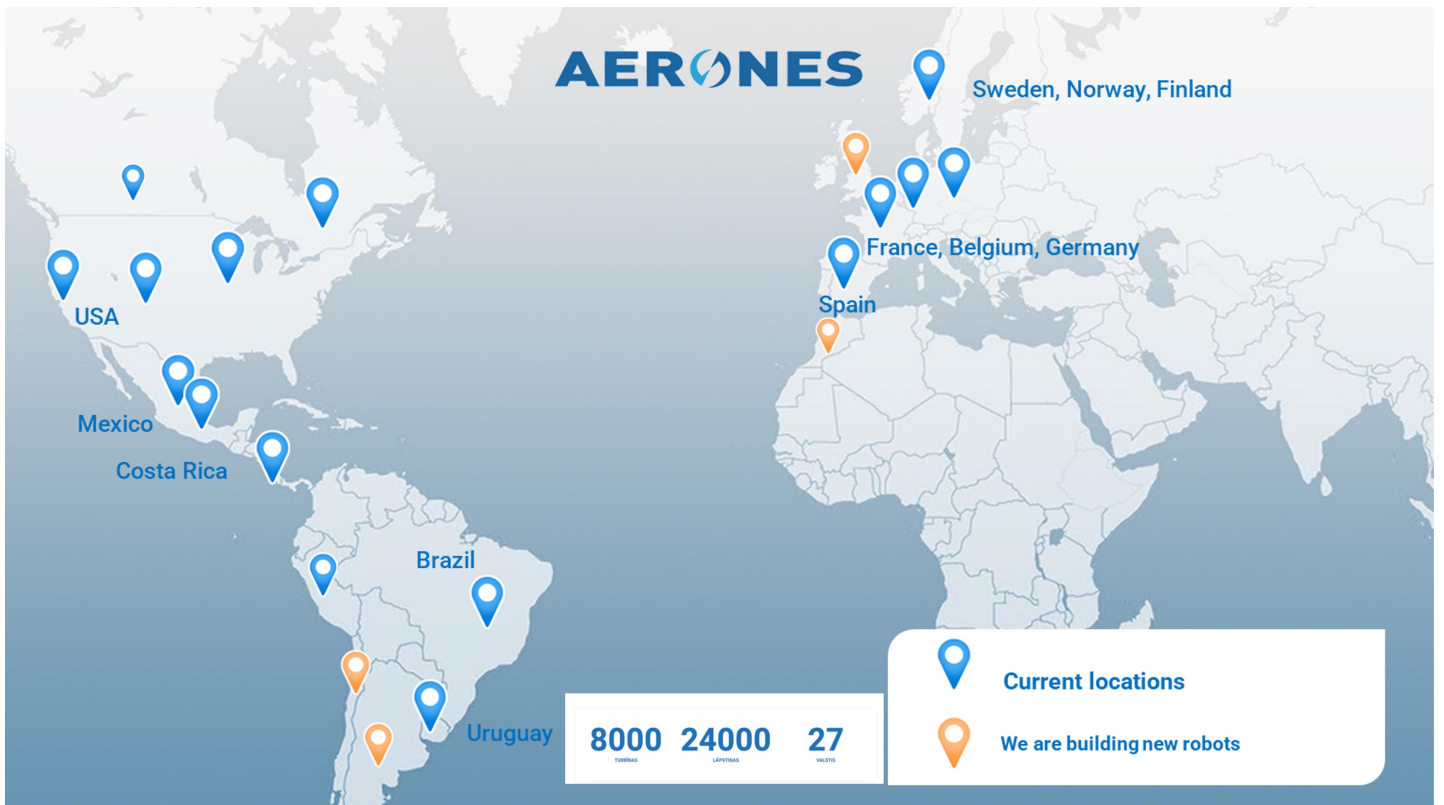 AERONES
Sweden, Norway, Finland
France, Belgium, Germany
Spain
USA
Mexico
Costa Rica
Brazil
Uruguay
8000 24000 27
TURBĪNAS LĀPSTIŅAS VALSTIS
Current locations
We are building new robots